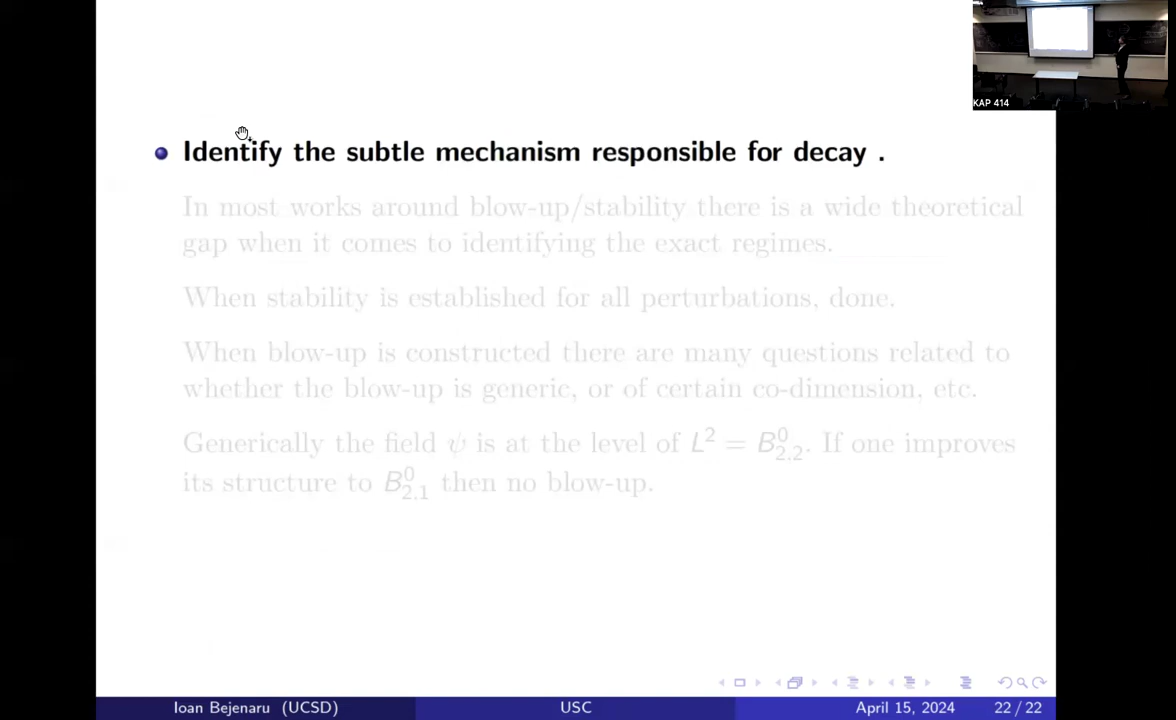 KAP 414
Identify the subtle mechanism responsible for decay .
In most works around blow-up/stability there is a wide theoretical
gap when it comes to identifying the exact regimes.
When stability is established for all perturbations, done.
When blow-up is constructed there are many questions related to
whether the blow-up is generic, or of certain co-dimension, etc.
Generically the field ψ is at the level of L² = B⁰₂.₂. If one improves
its structure to B⁰₂.₁ then no blow-up.
Ioan Bejenaru (UCSD) USC April 15, 2024 22 / 22